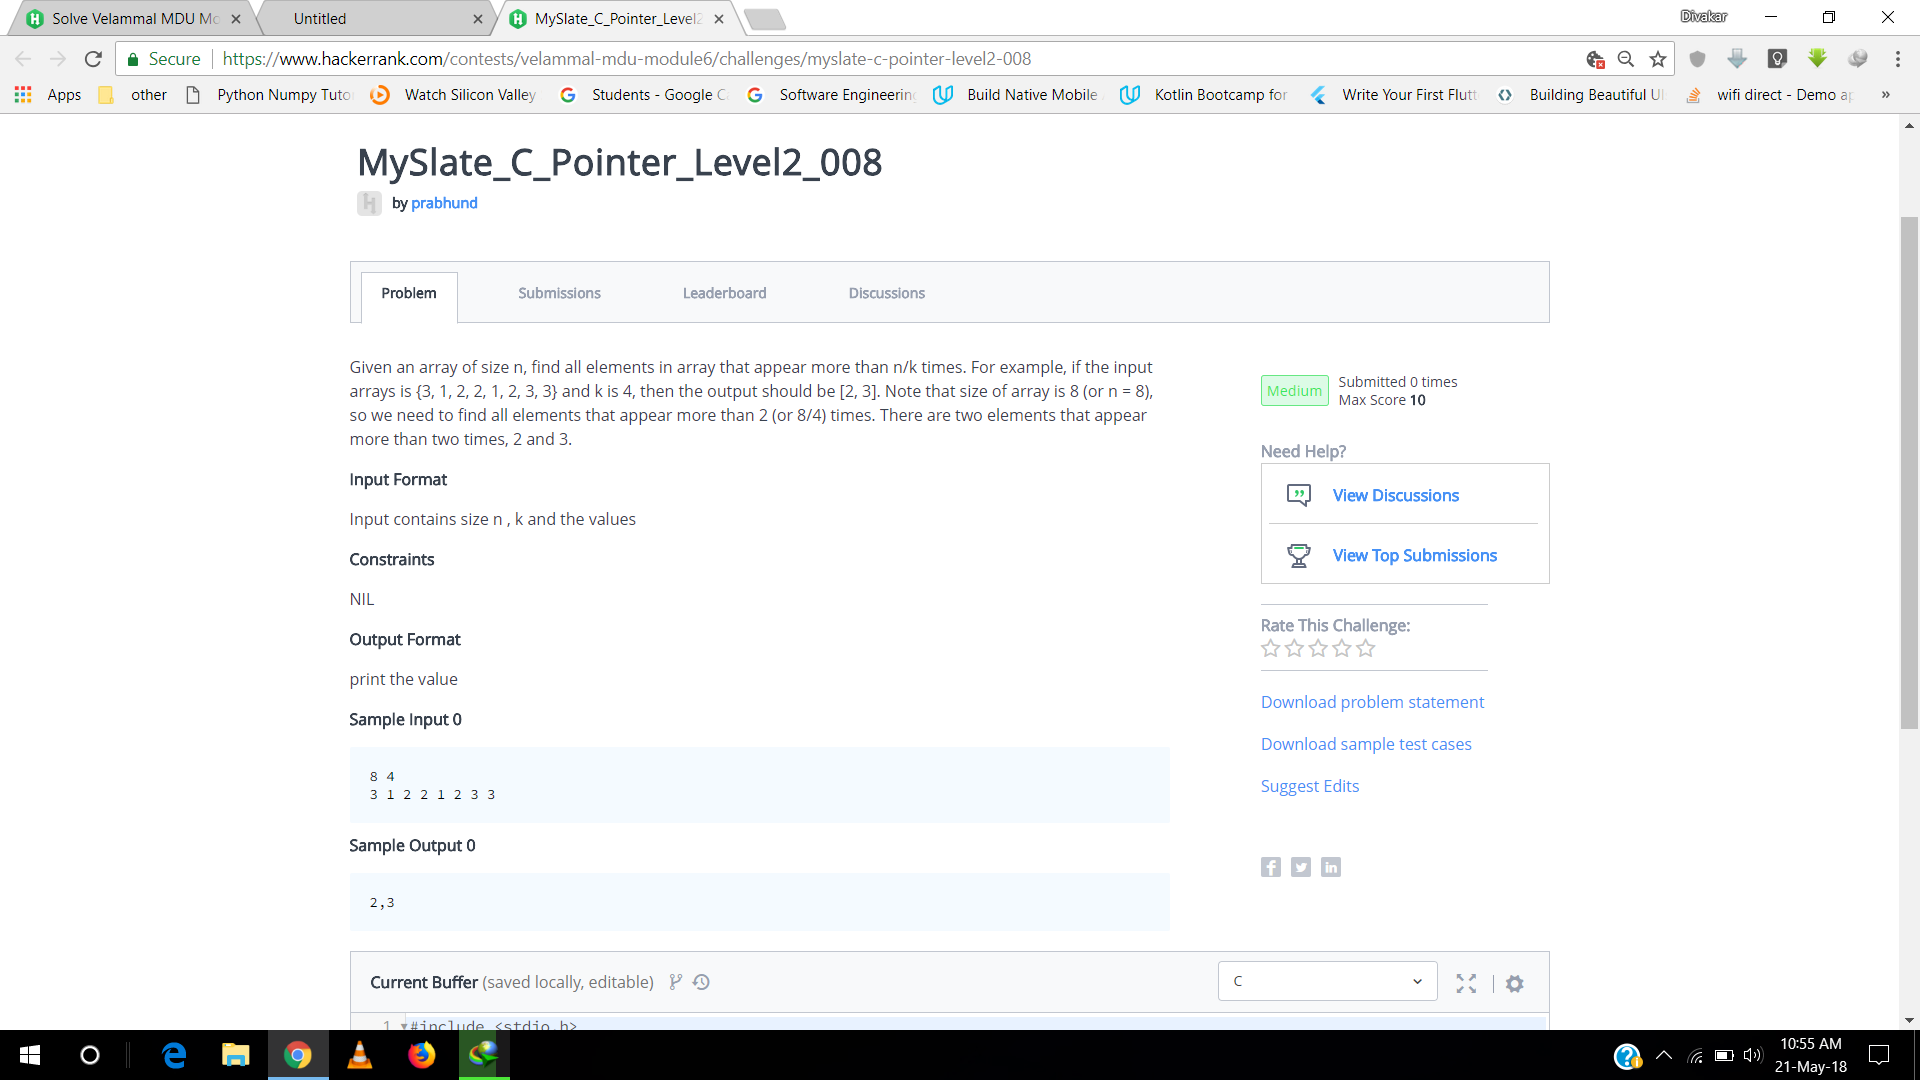 Solve Velammal MDU Mo
Untitled
MySlate_C_Pointer_Level2
Divakar
Secure
https://www.hackerrank.com/contests/velammal-mdu-module6/challenges/myslate-c-pointer-level2-008
Apps
other
Python Numpy Tuto
Watch Silicon Valley
Students - Google C
Software Engineering
Build Native Mobile
Kotlin Bootcamp for
Write Your First Flutt
Building Beautiful UI
wifi direct - Demo ap
»
MySlate_C_Pointer_Level2_008
by prabhund
Problem
Submissions
Leaderboard
Discussions
Given an array of size n, find all elements in array that appear more than n/k times. For example, if the input
arrays is {3, 1, 2, 2, 1, 2, 3, 3} and k is 4, then the output should be [2, 3]. Note that size of array is 8 (or n = 8),
so we need to find all elements that appear more than 2 (or 8/4) times. There are two elements that appear
more than two times, 2 and 3.
Input Format
Input contains size n , k and the values
Constraints
NIL
Output Format
print the value
Sample Input 0
8 4
3 1 2 2 1 2 3 3
Sample Output 0
2,3
Medium
Submitted 0 times
Max Score 10
Need Help?
View Discussions
View Top Submissions
Rate This Challenge:
Download problem statement
Download sample test cases
Suggest Edits
Current Buffer (saved locally, editable)
C
1 #include <stdio.h>
10:55 AM
21-May-18